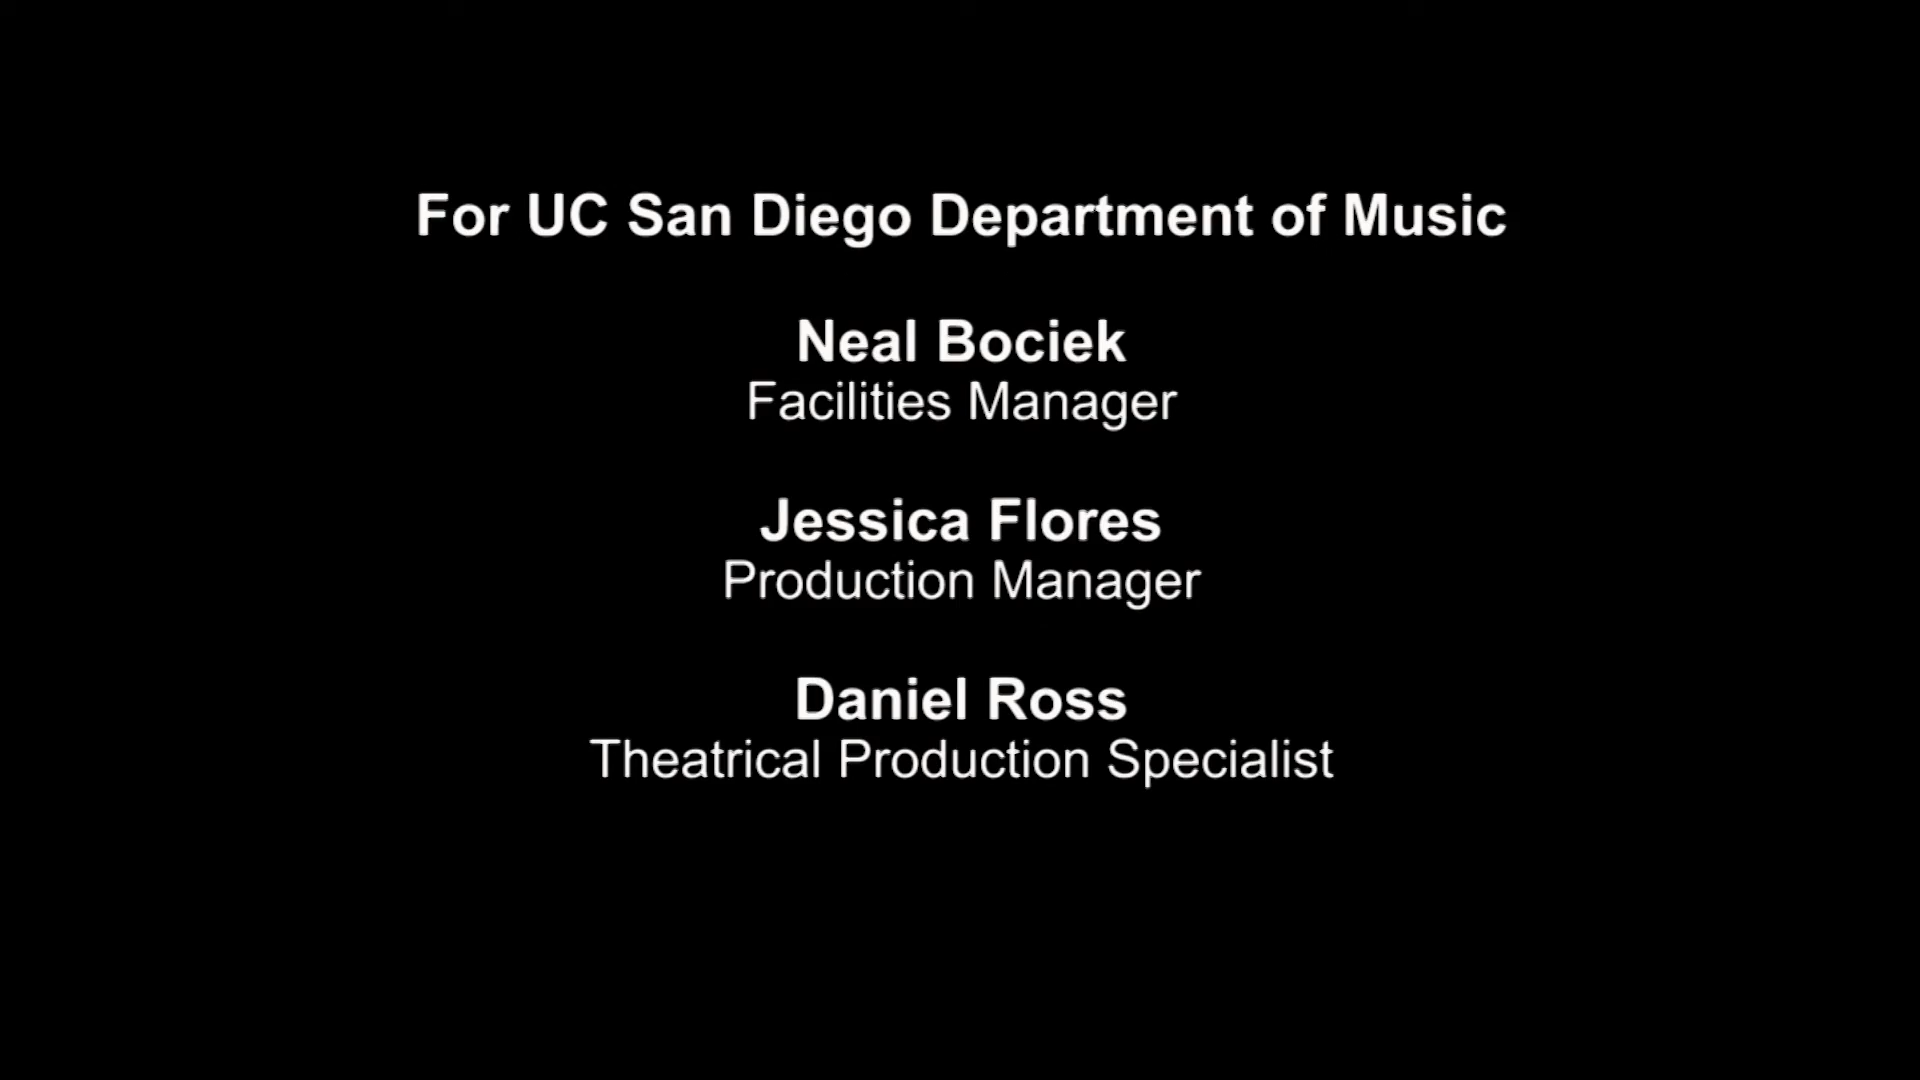 For UC San Diego Department of Music
Neal Bociek
Facilities Manager
Jessica Flores
Production Manager
Daniel Ross
Theatrical Production Specialist